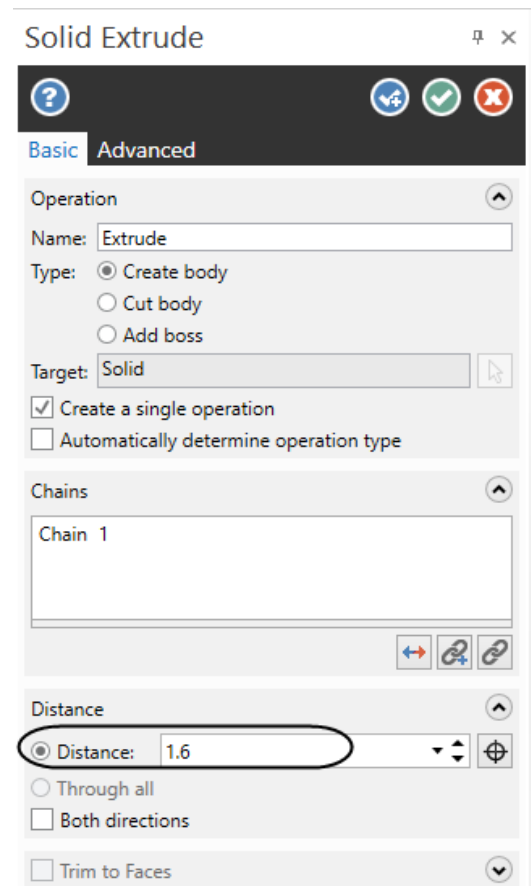 Solid Extrude
Basic Advanced
Operation
Name: Extrude
Type: Create body
Cut body
Add boss
Target: Solid
Create a single operation
Automatically determine operation type
Chains
Chain 1
Distance
Distance: 1.6
Through all
Both directions
Trim to Faces